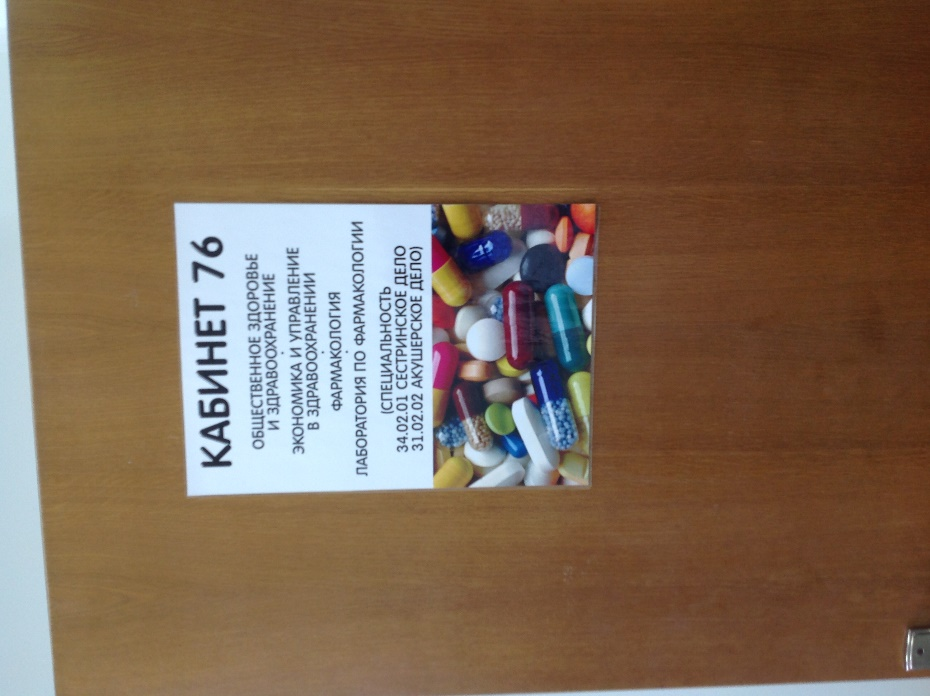 КАБИНЕТ 76
ОБЩЕСТВЕННОЕ ЗДОРОВЬЕ
И ЗДРАВООХРАНЕНИЕ
ЭКОНОМИКА И УПРАВЛЕНИЕ
В ЗДРАВООХРАНЕНИИ
ФАРМАКОЛОГИЯ
ЛАБОРАТОРИЯ ПО ФАРМАКОЛОГИИ
(СПЕЦИАЛЬНОСТЬ
34.02.01 СЕСТРИНСКОЕ ДЕЛО
31.02.02 АКУШЕРСКОЕ ДЕЛО)